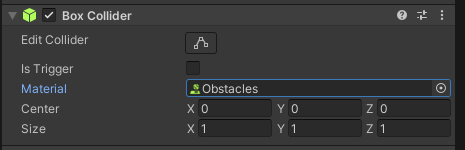 Box Collider
Edit Collider
Is Trigger
Material Obstacles
Center X 0 Y 0 Z 0
Size X 1 Y 1 Z 1